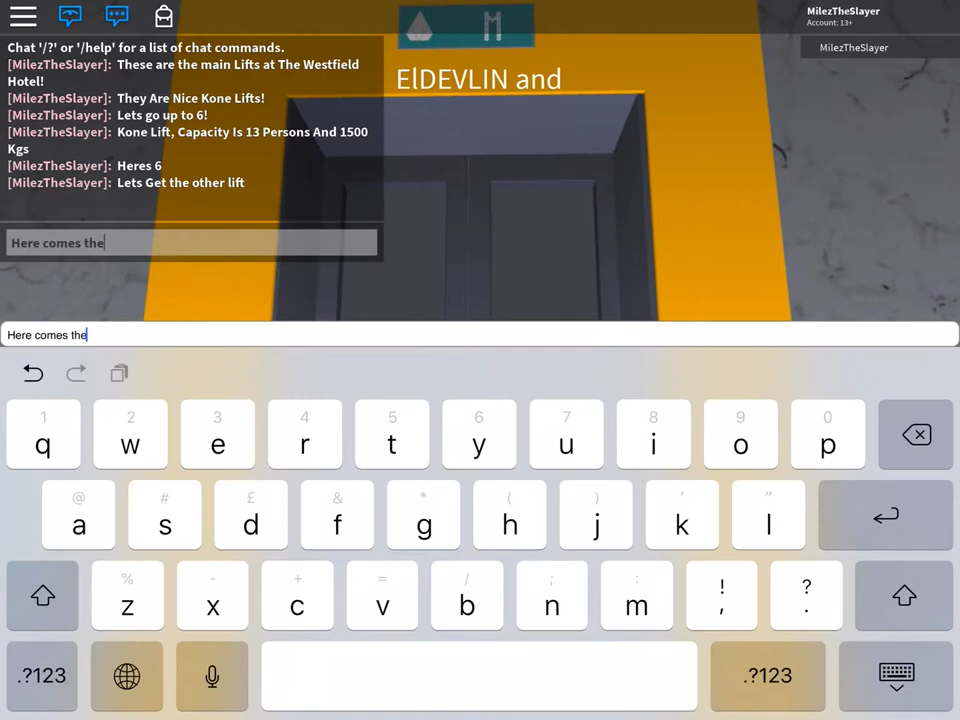 MilezTheSlayer
Account: 13+
MilezTheSlayer
M
Chat '/?' or '/help' for a list of chat commands.
[MilezTheSlayer]: These are the main Lifts at The Westfield
Hotel!
[MilezTheSlayer]: They Are Nice Kone Lifts!
[MilezTheSlayer]: Lets go up to 6!
[MilezTheSlayer]: Kone Lift, Capacity Is 13 Persons And 1500
Kgs
[MilezTheSlayer]: Heres 6
[MilezTheSlayer]: Lets Get the other lift
ElDEVLIN and
Here comes the
Here comes the
1 2 3 4 5 6 7 8 9 0
q w e r t y u i o p
@ # £ & * ( ) ' "
a s d f g h j k l
% - + = / ; : ! ?
z x c v b n m , .
.?123 .?123